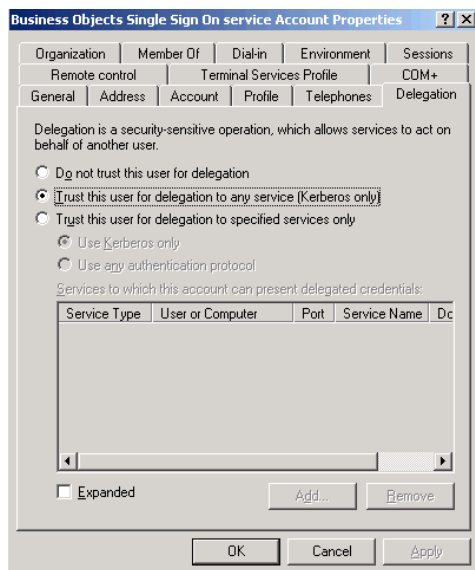 Business Objects Single Sign On service Account Properties
Organization Member Of Dial-in Environment Sessions
Remote control Terminal Services Profile COM+
General Address Account Profile Telephones Delegation
Delegation is a security-sensitive operation, which allows services to act on
behalf of another user.
Do not trust this user for delegation
Trust this user for delegation to any service (Kerberos only)
Trust this user for delegation to specified services only
Use Kerberos only
Use any authentication protocol
Services to which this account can present delegated credentials:
Service Type User or Computer Port Service Name Dc
Expanded Add... Remove
OK Cancel Apply